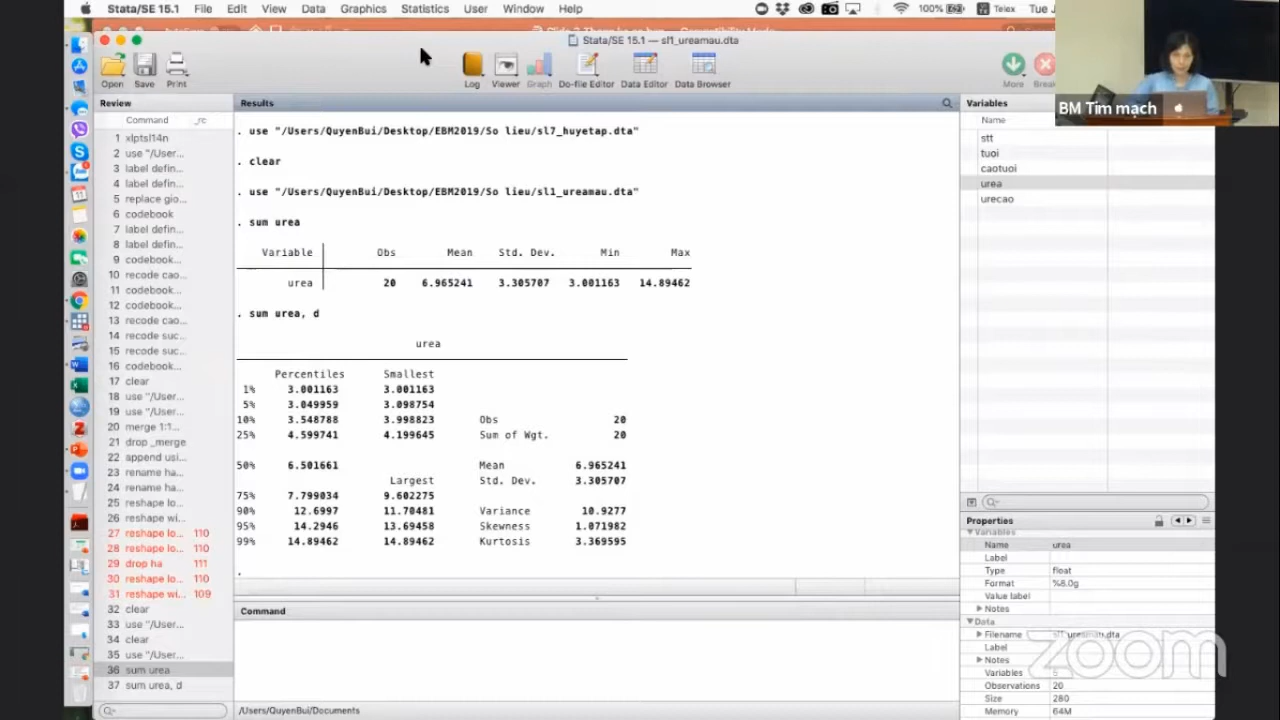 Stata/SE 15.1 File Edit View Data Graphics Statistics User Window Help 100% Telex Tue
Stata/SE 15.1 — sl1_ureamau.dta
Open Save Print Log Viewer Graph Do-file Editor Data Editor Data Browser More Break
BM Tim mach
Review
Command _rc
1 xlptsl14n
2 use "/User...
3 label defin...
4 label defin...
5 replace gio...
6 codebook
7 label defin...
8 label defin...
9 codebook...
10 recode cao...
11 codebook...
12 codebook...
13 recode cao...
14 recode suc...
15 recode suc...
16 codebook...
17 clear
18 use "/User...
19 use "/User...
20 merge 1:1...
21 drop _merge
22 append usi...
23 rename ha...
24 rename ha...
25 reshape lo...
26 reshape wi...
27 reshape lo... 110
28 reshape lo... 110
29 drop ha 111
30 reshape lo... 110
31 reshape wi... 109
32 clear
33 use "/User...
34 clear
35 use "/User...
36 sum urea
37 sum urea, d
Results
. use "/Users/QuyenBui/Desktop/EBM2019/So lieu/sl7_huyetap.dta"
. clear
. use "/Users/QuyenBui/Desktop/EBM2019/So lieu/sl1_ureamau.dta"
. sum urea
Variable Obs Mean Std. Dev. Min Max
urea 20 6.965241 3.305707 3.001163 14.89462
. sum urea, d
urea
Percentiles Smallest
1% 3.001163 3.001163
5% 3.049959 3.098754
10% 3.548788 3.998823 Obs 20
25% 4.599741 4.199645 Sum of Wgt. 20
50% 6.501661 Mean 6.965241
Largest Std. Dev. 3.305707
75% 7.799034 9.602275
90% 12.6997 11.70481 Variance 10.9277
95% 14.2946 13.69458 Skewness 1.071982
99% 14.89462 14.89462 Kurtosis 3.369595
.
Command
/Users/QuyenBui/Documents
Variables
Name
stt
tuoi
caotuoi
urea
urecao
Properties
Variables
Name urea
Label
Type float
Format %8.0g
Value label
Notes
Data
Filename sl1_ureamau.dta
Label
Notes
Variables 5
Observations 20
Size 280
Memory 64M
zoom